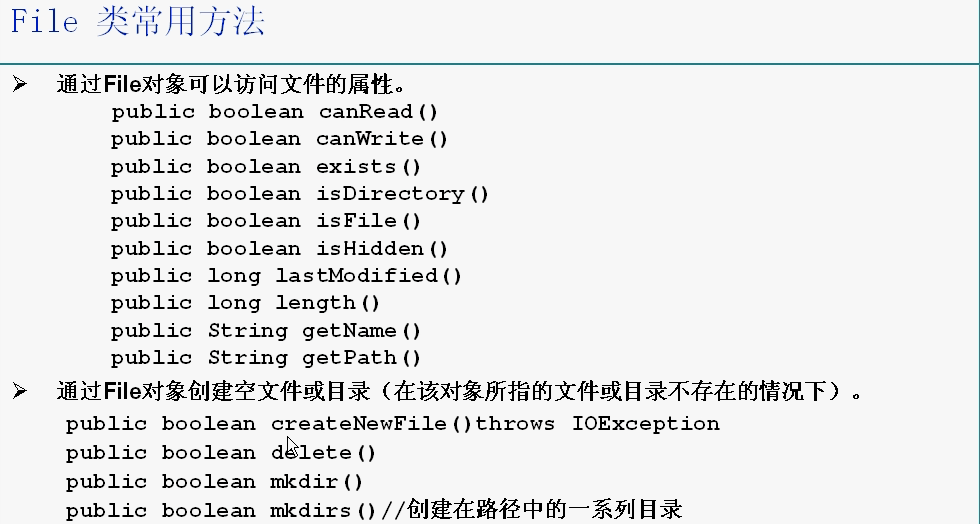 File 类常用方法
➢ 通过File对象可以访问文件的属性。
public boolean canRead()
public boolean canWrite()
public boolean exists()
public boolean isDirectory()
public boolean isFile()
public boolean isHidden()
public long lastModified()
public long length()
public String getName()
public String getPath()
➢ 通过File对象创建空文件或目录（在该对象所指的文件或目录不存在的情况下）。
public boolean createNewFile()throws IOException
public boolean delete()
public boolean mkdir()
public boolean mkdirs()//创建在路径中的一系列目录